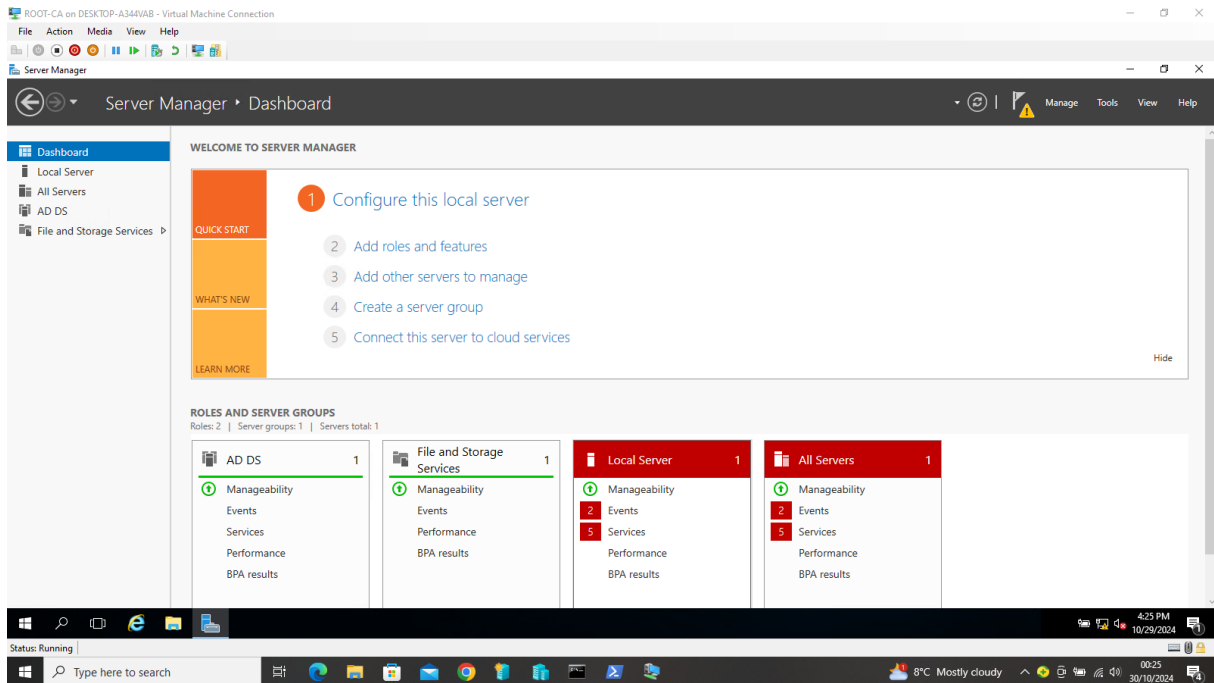 ROOT-CA on DESKTOP-A344VAB - Virtual Machine Connection
File Action Media View Help
Server Manager
Server Manager • Dashboard
Manage Tools View Help
Dashboard
Local Server
All Servers
AD DS
File and Storage Services
WELCOME TO SERVER MANAGER
QUICK START
WHAT'S NEW
LEARN MORE
1 Configure this local server
2 Add roles and features
3 Add other servers to manage
4 Create a server group
5 Connect this server to cloud services
Hide
ROLES AND SERVER GROUPS
Roles: 2 | Server groups: 1 | Servers total: 1
AD DS 1
Manageability
Events
Services
Performance
BPA results
File and Storage
Services 1
Manageability
Events
Performance
BPA results
Local Server 1
Manageability
2 Events
5 Services
Performance
BPA results
All Servers 1
Manageability
2 Events
5 Services
Performance
BPA results
4:25 PM
10/29/2024
1
Status: Running
Type here to search
8°C Mostly cloudy
00:25
30/10/2024
4